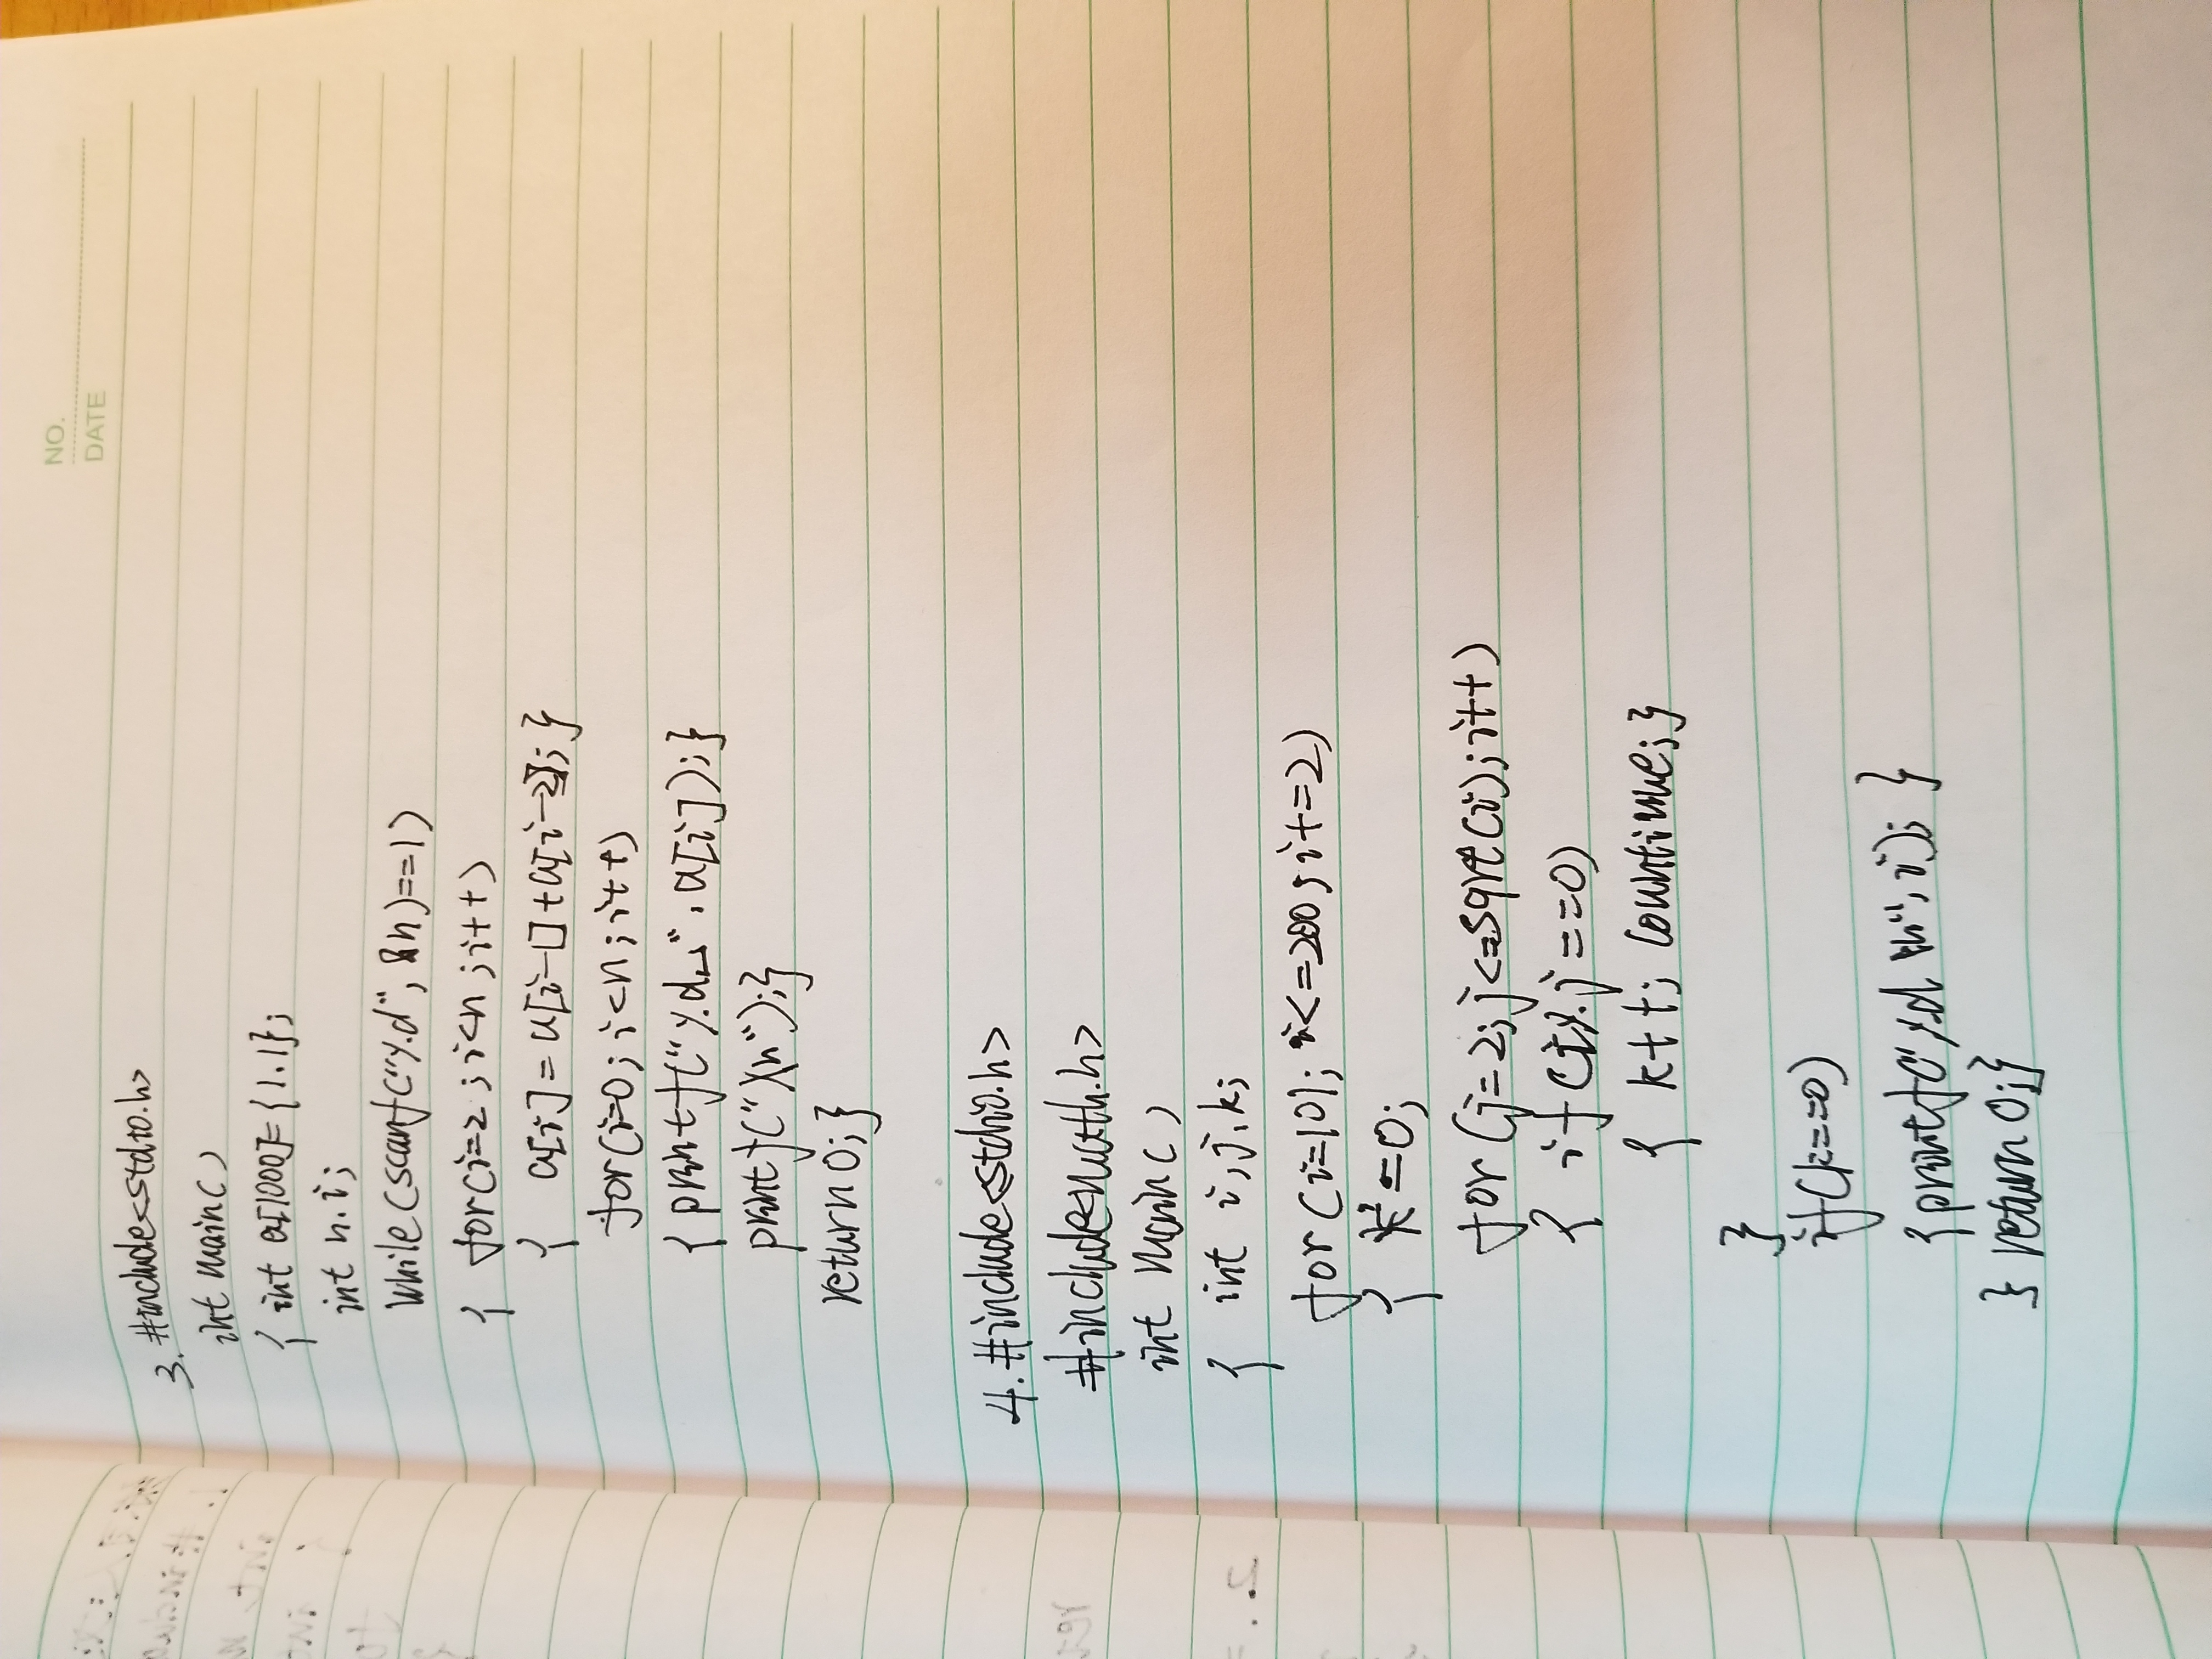 NO.
DATE
3. #include<stdio.h>
int main()
{ int a[1000]={1.1};
int n.i;
while(scanf("%d", &n)==1)
{ for(i=2;i<n;i++)
{ a[i]=a[i-1]+a[i-2];}
for(i=0;i<n;i++)
{printf("%d␣".a[i]);}
printf("\n");}
return 0;}
4. #include<stdio.h>
#include<math.h>
int main()
{ int i,j.k;
for(i=101;i<=200;i+=2)
{ k=0;
for(j=2;j<=sqrt(i);i++)
{ if(i%j==0)
{ k++; countinue;}
}
if(k==0)
{printf("%d \n",i);}
} return 0;}